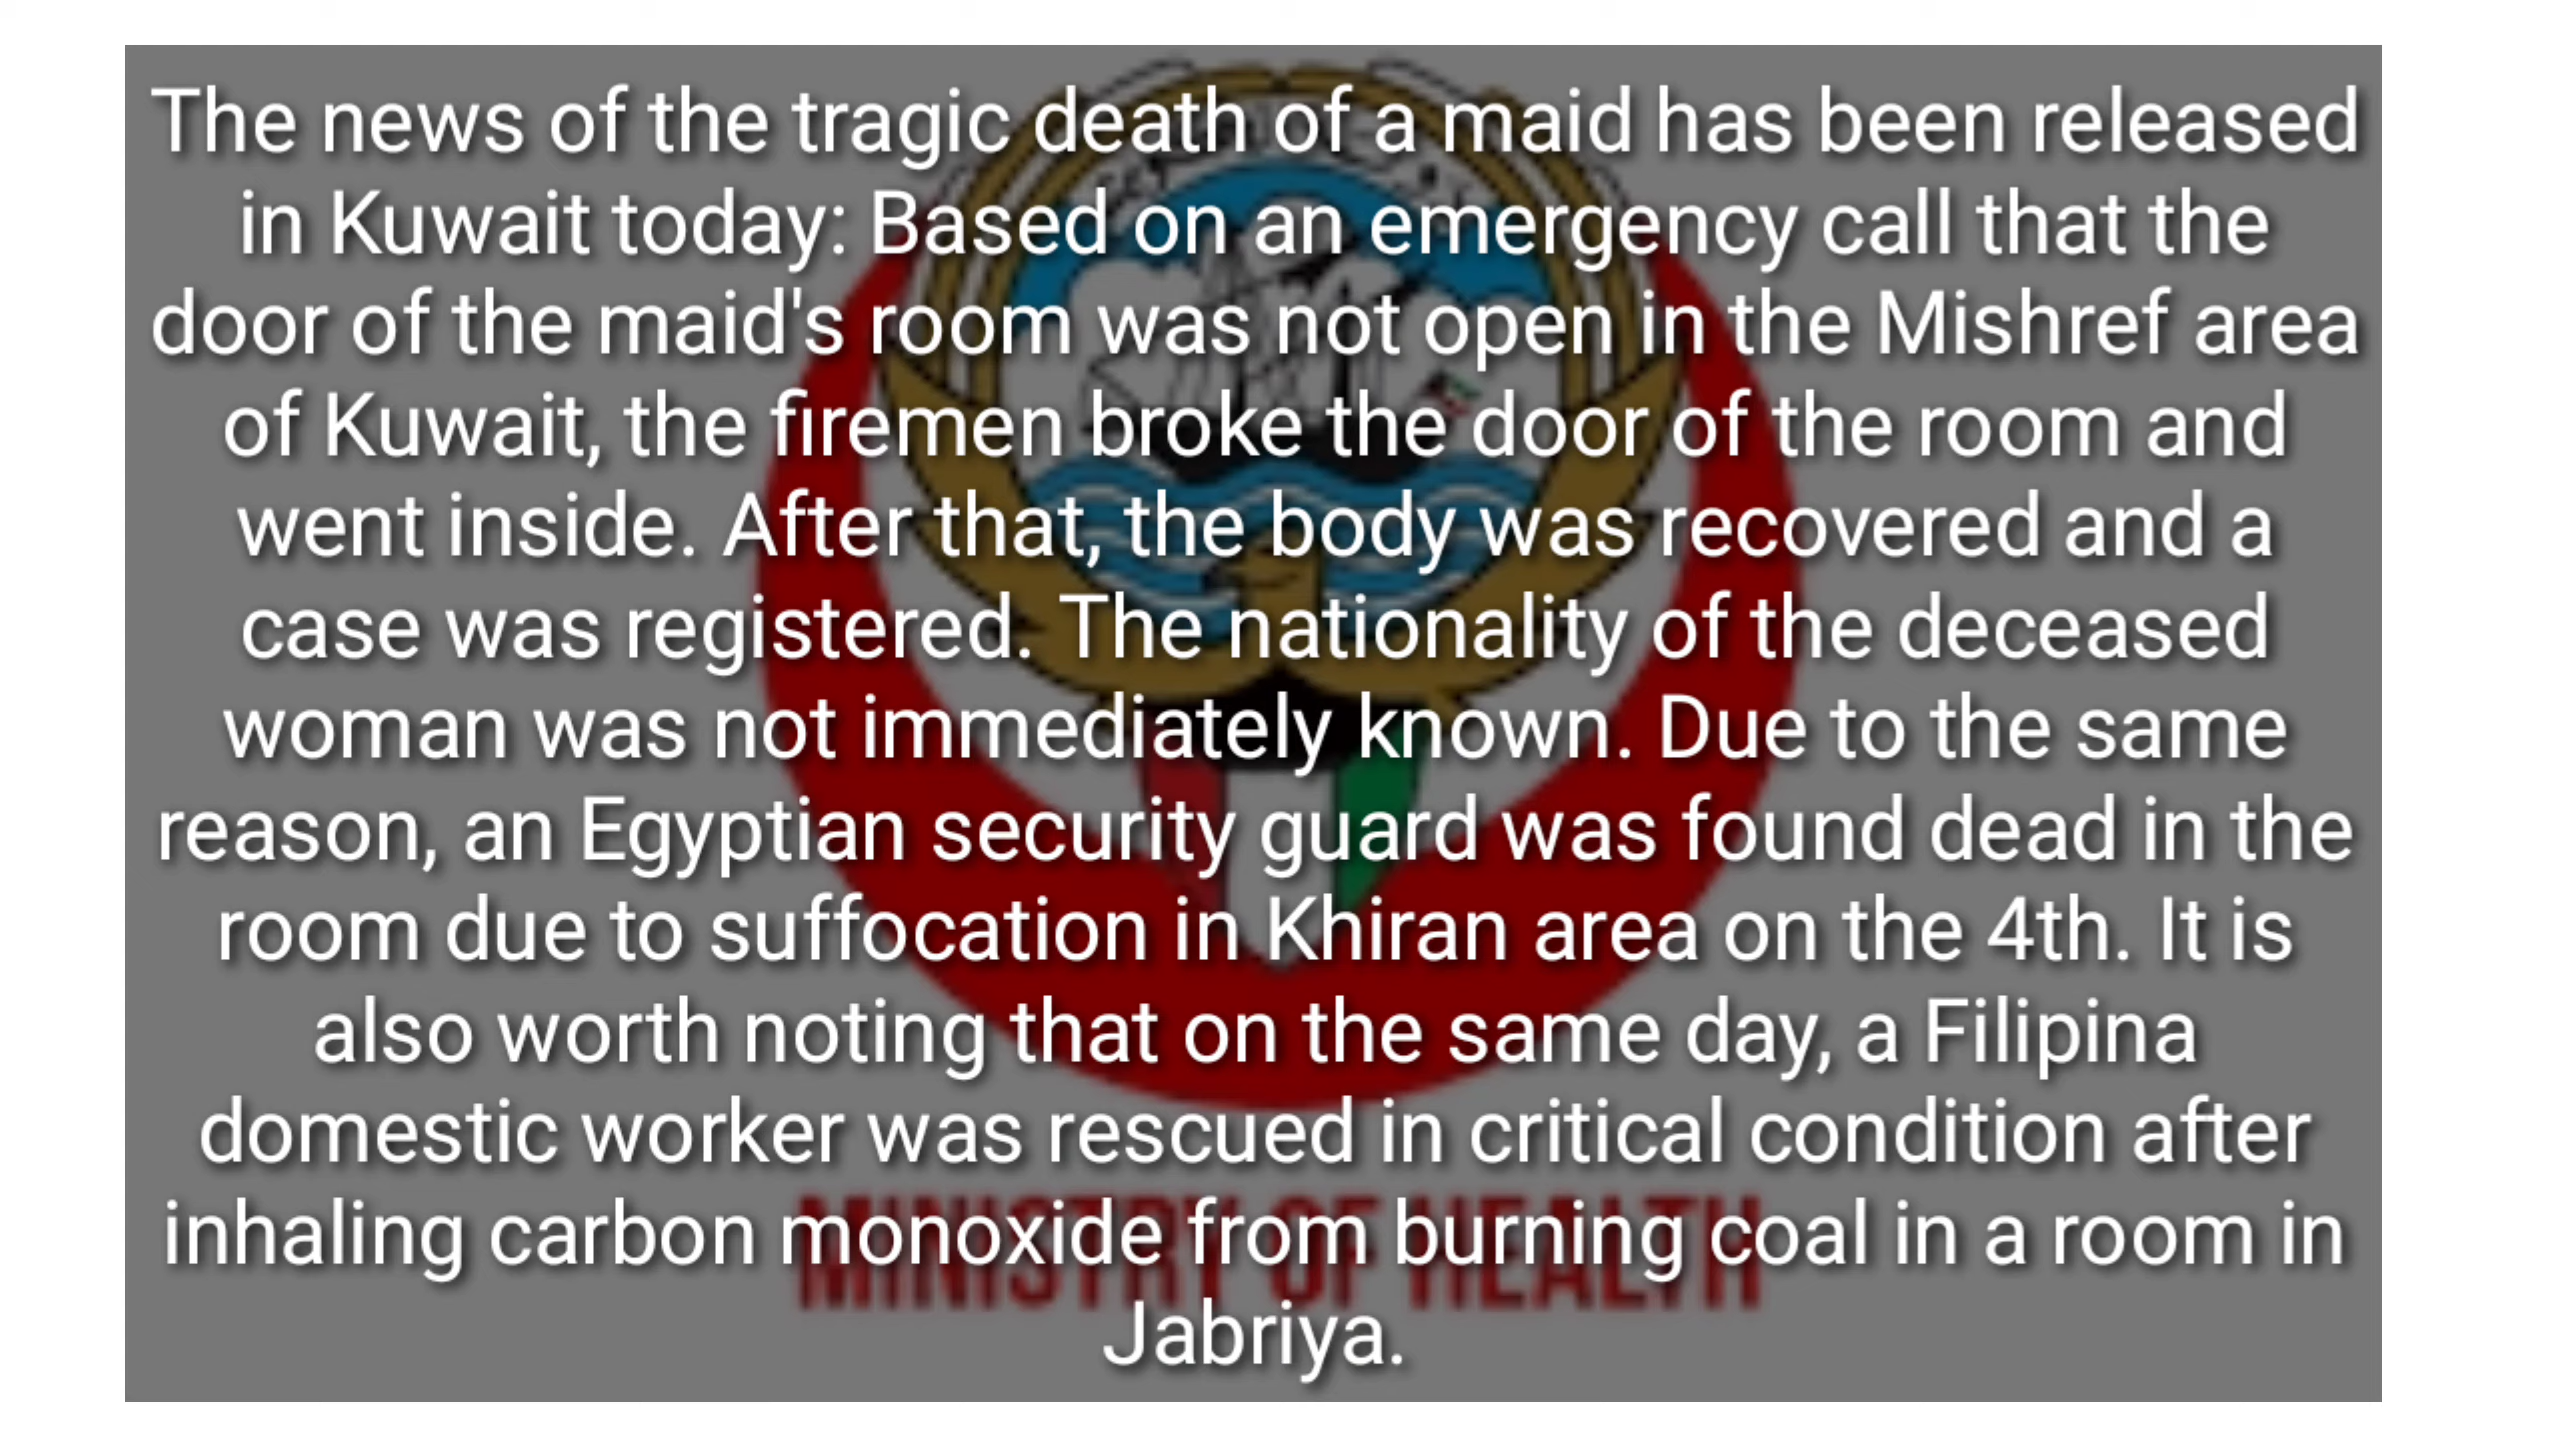 The news of the tragic death of a maid has been released
in Kuwait today: Based on an emergency call that the
door of the maid's room was not open in the Mishref area
of Kuwait, the firemen broke the door of the room and
went inside. After that, the body was recovered and a
case was registered. The nationality of the deceased
woman was not immediately known. Due to the same
reason, an Egyptian security guard was found dead in the
room due to suffocation in Khiran area on the 4th. It is
also worth noting that on the same day, a Filipina
domestic worker was rescued in critical condition after
inhaling carbon monoxide from burning coal in a room in
MINISTRY OF HEALTH
Jabriya.